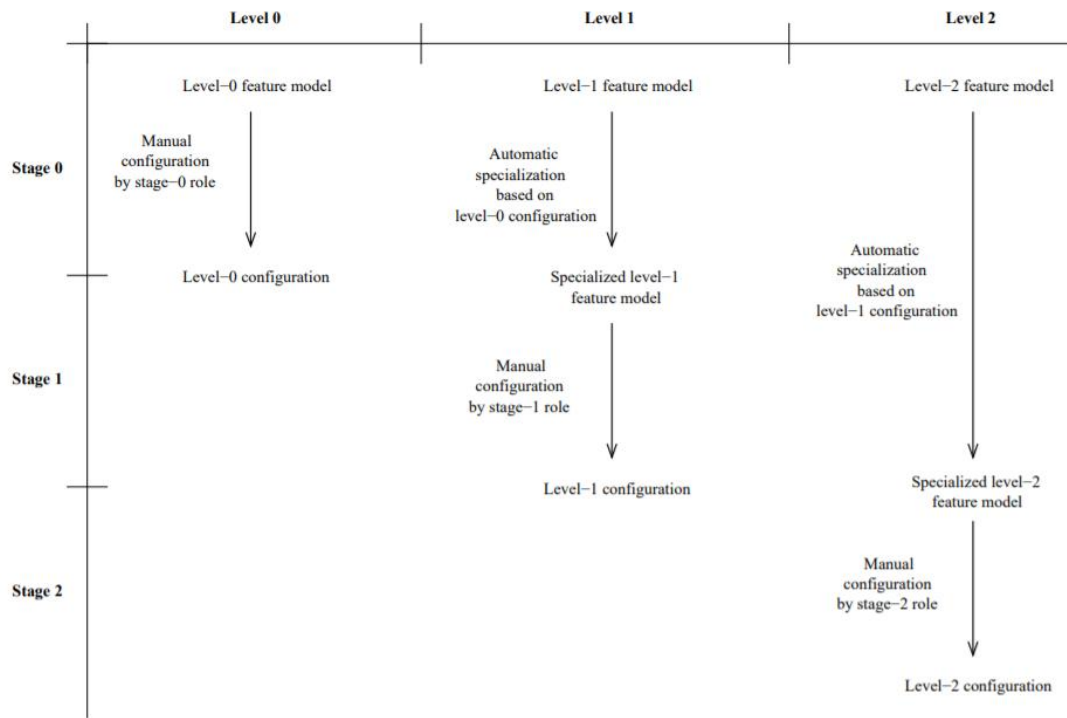 Level 0
Level 1
Level 2
Level−0 feature model
Level−1 feature model
Level−2 feature model
Stage 0
Manual
configuration
by stage−0 role
Automatic
specialization
based on
level−0 configuration
Automatic
specialization
based on
level−1 configuration
Level−0 configuration
Specialized level−1
feature model
Stage 1
Manual
configuration
by stage−1 role
Level−1 configuration
Specialized level−2
feature model
Stage 2
Manual
configuration
by stage−2 role
Level−2 configuration